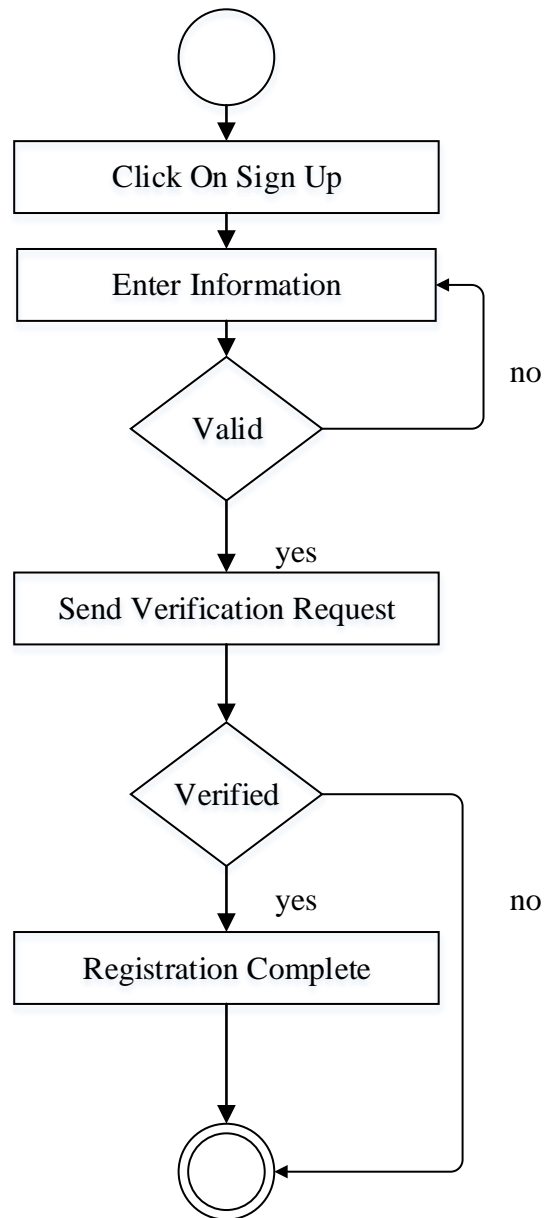 Click On Sign Up
Enter Information
no
Valid
yes
Send Verification Request
Verified
yes
no
Registration Complete